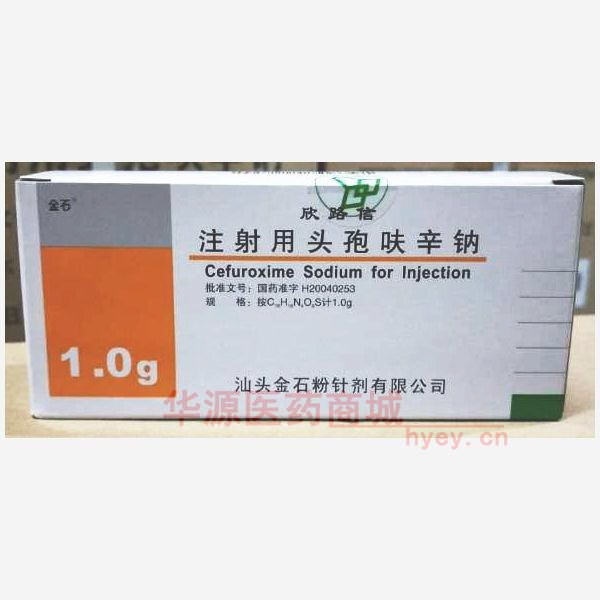 金石®
欣路信
注射用头孢呋辛钠
Cefuroxime Sodium for Injection
批准文号：国药准字 H20040253
规　格：按C₁₆H₁₆N₄O₈S计1.0g
1.0g
汕头金石粉针剂有限公司
华源医药商城
hyey.cn